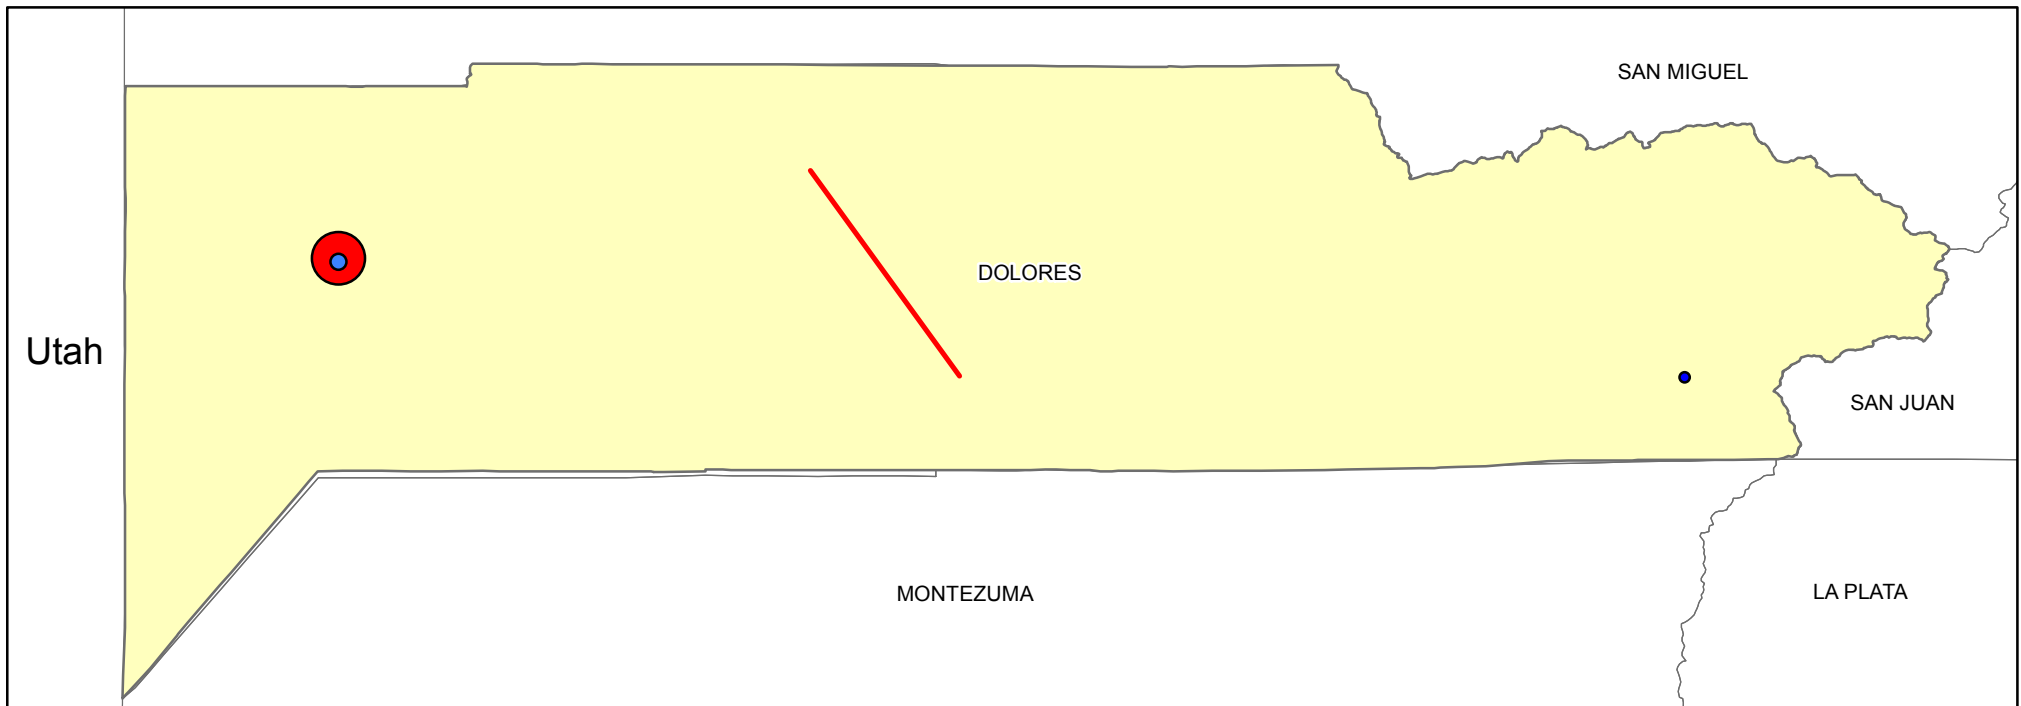 SAN MIGUEL
DOLORES
Utah
SAN JUAN
MONTEZUMA
LA PLATA